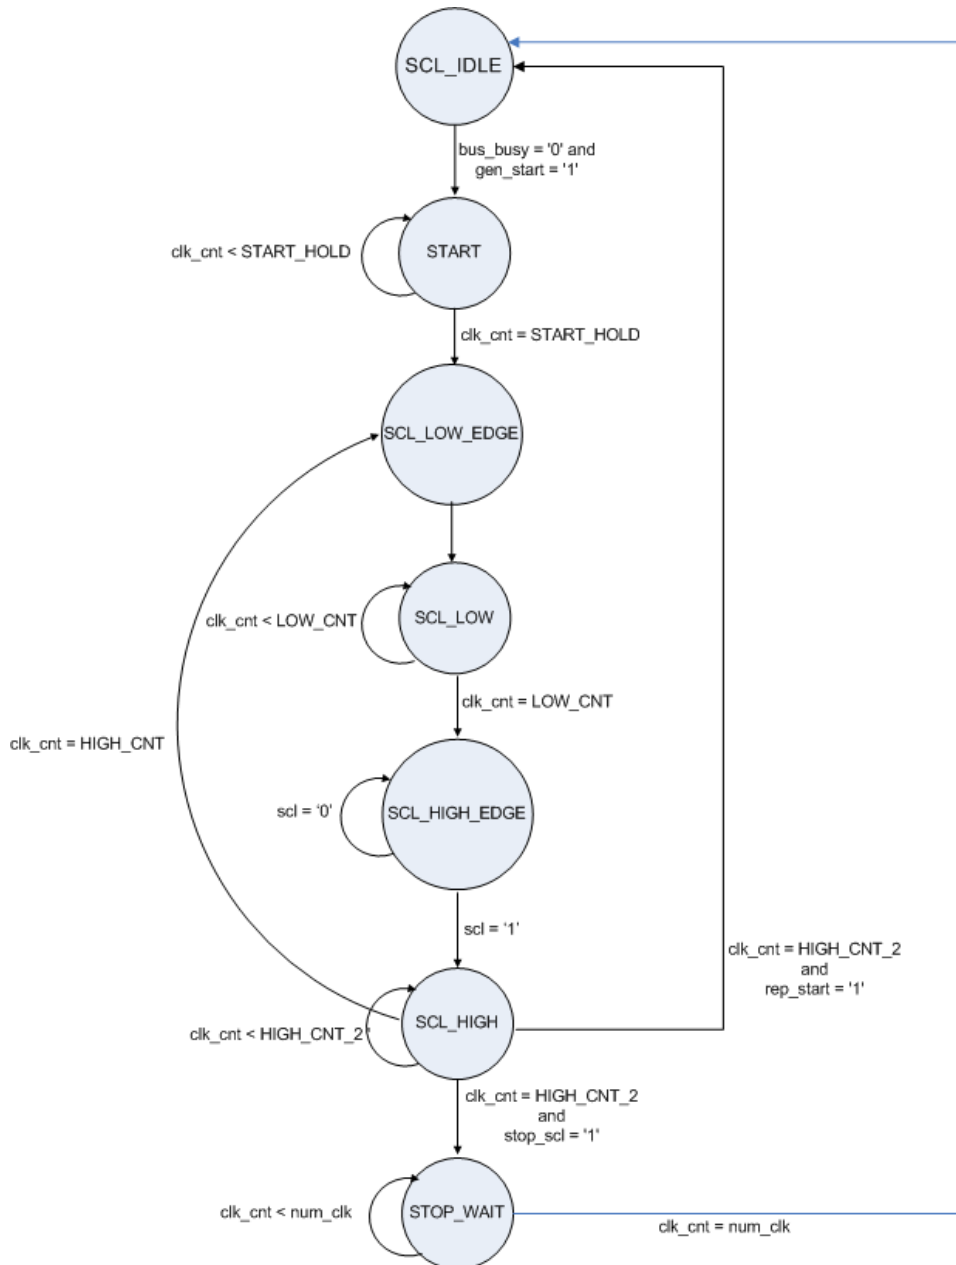 SCL_IDLE
bus_busy = '0' and
gen_start = '1'
clk_cnt < START_HOLD
START
clk_cnt = START_HOLD
SCL_LOW_EDGE
clk_cnt < LOW_CNT
SCL_LOW
clk_cnt = LOW_CNT
clk_cnt = HIGH_CNT
scl = ‘0’
SCL_HIGH_EDGE
scl = '1'
clk_cnt = HIGH_CNT_2
and
rep_start = '1'
clk_cnt < HIGH_CNT_2
SCL_HIGH
clk_cnt = HIGH_CNT_2
and
stop_scl = '1'
clk_cnt < num_clk
STOP_WAIT
clk_cnt = num_clk